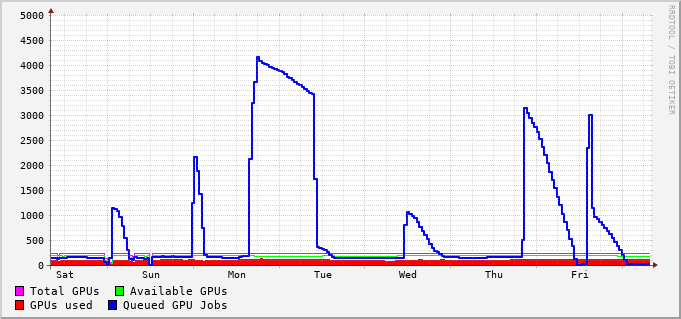 5000
4500
4000
3500
3000
2500
2000
1500
1000
500
0
Sat Sun Mon Tue Wed Thu Fri
Total GPUs Available GPUs
GPUs used Queued GPU Jobs
RRDTOOL / TOBI OETIKER